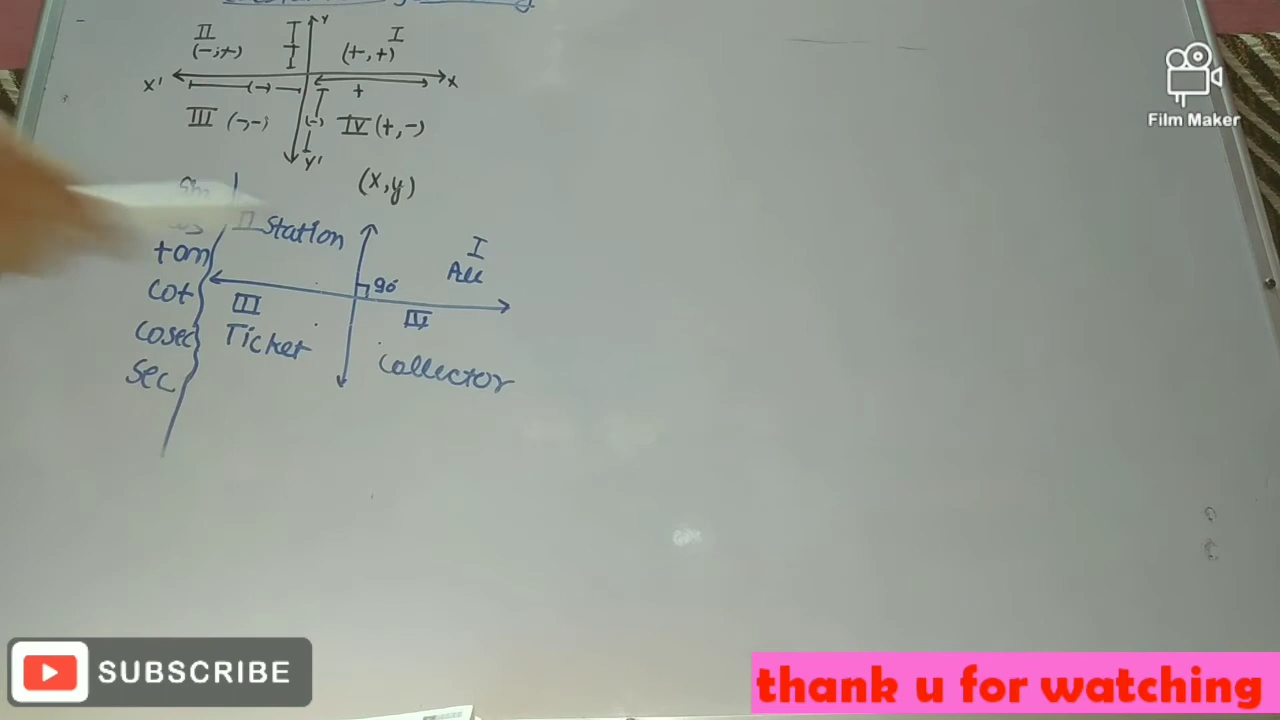 Y
II
I
(-,+)
(+,+)
X'
(-)
+
X
III (-,-)
(-)
IV (+,-)
Y'
(x,y)
Sin
II Station
I
tan
All
cot
90°
III
IV
Cosec
Ticket
Collector
Sec
Film Maker
SUBSCRIBE
thank u for watching